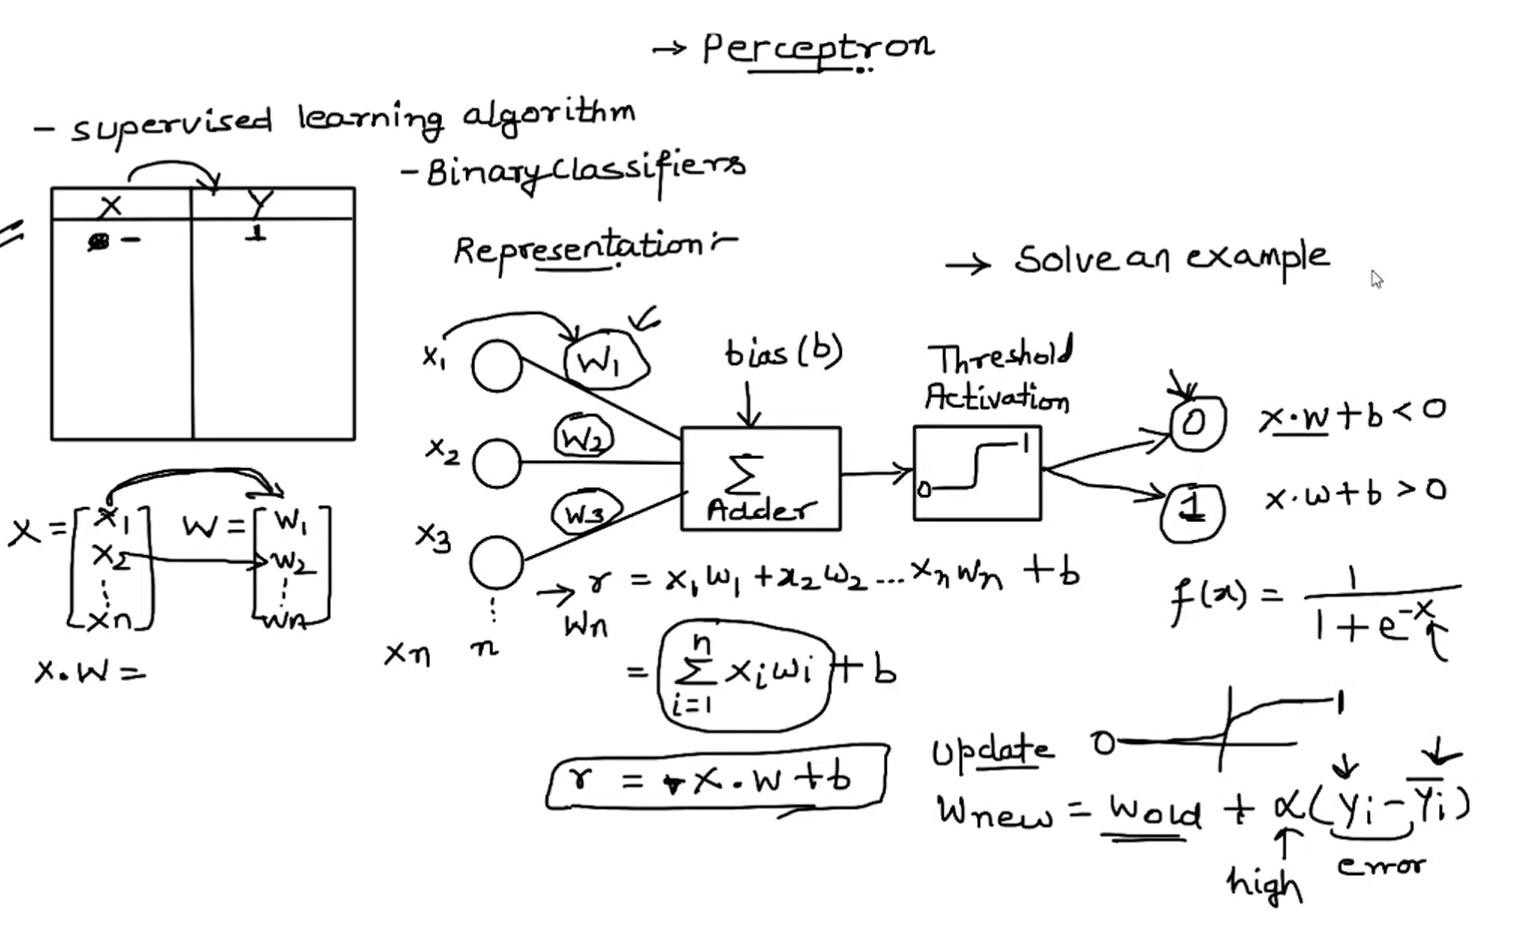 → Perceptron
- supervised learning algorithm
- Binary Classifiers
X Y
- 1
Representation :-
→ Solve an example
x1 W1
bias (b)
Threshold
Activation
0 x·w + b < 0
x2 W2
Σ
Adder
0 1
1 x·w + b > 0
x3 W3
X = [x1 x2 ⋮ xn] W = [w1 w2 ⋮ wn]
X·W =
→ r = x1w1 + x2w2 ... xnwn + b
xn n Wn
= Σ_{i=1}^{n} xiwi + b
r = x·w + b
f(x) = 1 / (1 + e^-x)
0 1
Update
Wnew = Wold + α(Yi - Ȳi)
high error